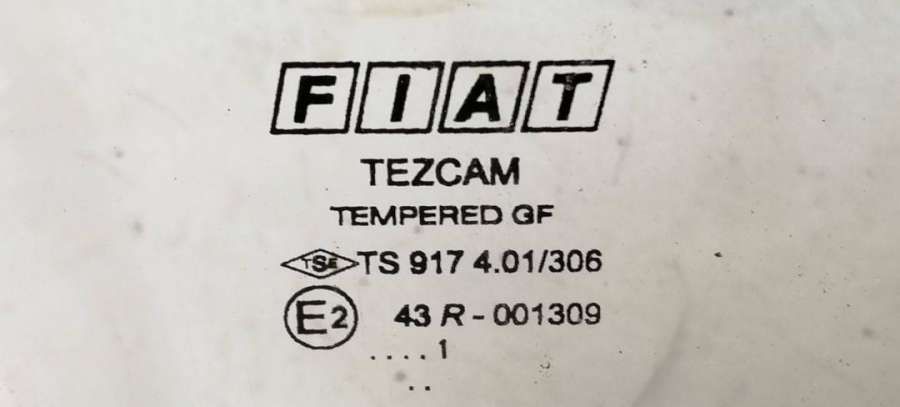 FIAT
TEZCAM
TEMPERED GF
TSE TS 917 4.01/306
E2 43 R - 001309
. . . . 1
. .